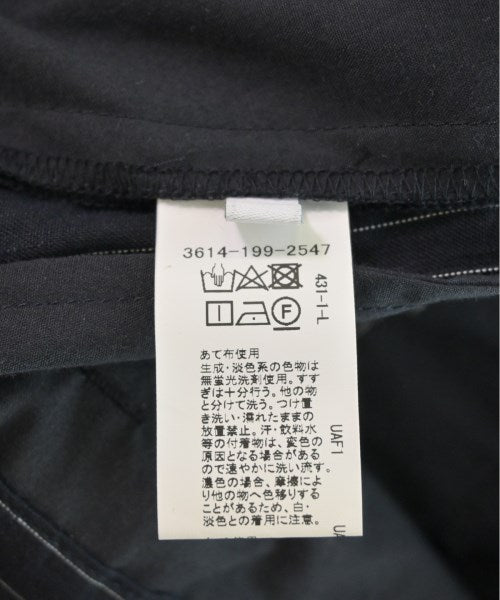 3614-199-2547
431-1-L
F
あて布使用
生成・淡色系の色物は
無蛍光洗剤使用。すす
ぎは十分行う。他の物
と分けて洗う。つけ置
き洗い・濡れたままの
放置禁止。汗・飲料水
等の付着物は、変色の
原因となる場合がある
ので速やかに洗い流す。
濃色の場合、摩擦によ
り他の物へ色移りする
ことがあるため、白・
淡色との着用に注意。
UAF1
UA